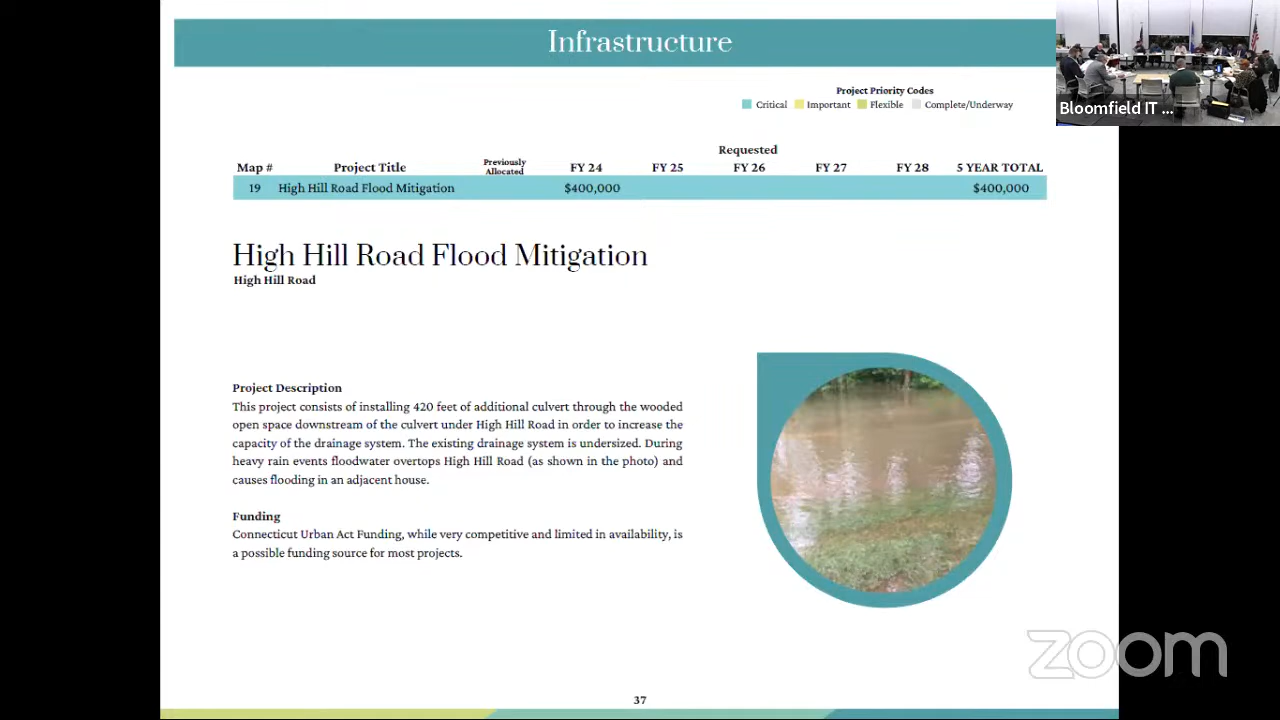 Infrastructure
Bloomfield IT ...
Project Priority Codes
Critical Important Flexible Complete/Underway
Requested
Map # Project Title Previously Allocated FY 24 FY 25 FY 26 FY 27 FY 28 5 YEAR TOTAL
19 High Hill Road Flood Mitigation $400,000 $400,000
High Hill Road Flood Mitigation
High Hill Road
Project Description
This project consists of installing 420 feet of additional culvert through the wooded
open space downstream of the culvert under High Hill Road in order to increase the
capacity of the drainage system. The existing drainage system is undersized. During
heavy rain events floodwater overtops High Hill Road (as shown in the photo) and
causes flooding in an adjacent house.
Funding
Connecticut Urban Act Funding, while very competitive and limited in availability, is
a possible funding source for most projects.
zoom
37